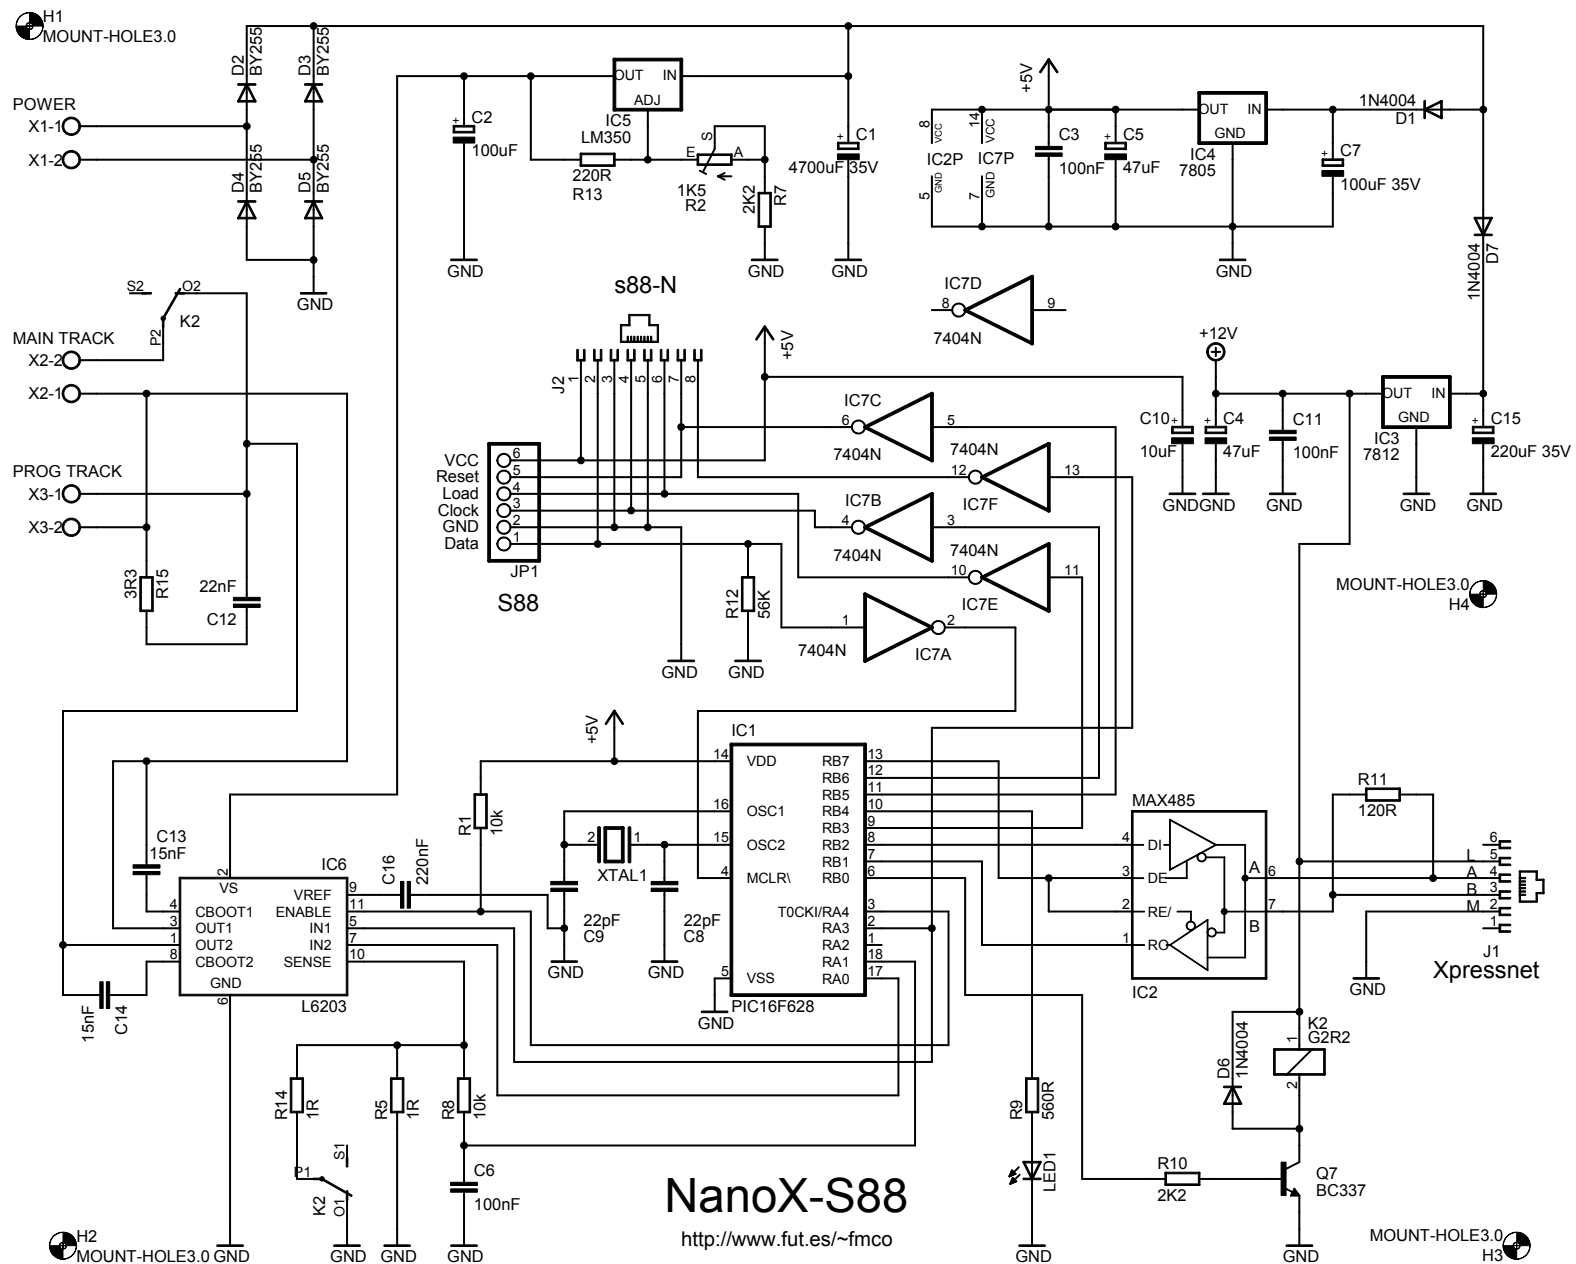 H1
MOUNT-HOLE3.0
D2
BY255
D3
BY255
POWER
X1-1
X1-2
D4
BY255
D5
BY255
GND
OUT
IN
ADJ
IC5
LM350
+
C2
100uF
GND
220R
R13
S
E
A
1K5
R2
2K2
R7
GND
+
C1
4700uF 35V
GND
+5V
8
VCC
14
VCC
IC2P
IC7P
5
GND
7
GND
C3
100nF
+
C5
47uF
OUT
IN
GND
IC4
7805
GND
1N4004
D1
+
C7
100uF 35V
1N4004
D7
S2
O2
P2
K2
MAIN TRACK
X2-2
X2-1
PROG TRACK
X3-1
X3-2
3R3
R15
22nF
C12
s88-N
J2
1
2
3
4
5
6
7
8
+5V
IC7D
8
9
7404N
IC7C
6
5
7404N
7404N
12
13
IC7F
IC7B
4
3
7404N
7404N
10
11
IC7E
1
2
7404N
IC7A
VCC
6
Reset
5
Load
4
Clock
3
GND
2
Data
1
JP1
S88
GND
R12
56K
GND
+12V
C10
+
10uF
GND
+
C4
47uF
GND
C11
100nF
GND
OUT
IN
GND
IC3
7812
GND
+
C15
220uF 35V
GND
MOUNT-HOLE3.0
H4
+5V
IC1
14
VDD
RB7
13
RB6
12
RB5
11
16
OSC1
RB4
10
RB3
9
15
OSC2
RB2
8
RB1
7
4
MCLR\
RB0
6
T0CKI/RA4
3
RA3
2
RA2
1
RA1
18
5
VSS
RA0
17
PIC16F628
GND
R1
10k
2
1
XTAL1
22pF
C9
GND
22pF
C8
GND
C13
15nF
IC6
C16
220nF
2
VS
VREF
9
4
CBOOT1
ENABLE
11
3
OUT1
IN1
5
1
OUT2
IN2
7
8
CBOOT2
SENSE
10
GND
6
L6203
15nF
C14
MAX485
4
DI
3
DE
A
6
2
RE/
7
B
1
RO
IC2
R11
120R
6
L
5
A
4
B
3
M
2
1
J1
Xpressnet
GND
R14
1R
R5
1R
R8
10k
S1
P1
K2
O1
GND
GND
C6
100nF
GND
R9
560R
LED1
GND
D6
1N4004
K2
G2R2
1
2
R10
2K2
Q7
BC337
GND
NanoX-S88
http://www.fut.es/~fmco
H2
MOUNT-HOLE3.0
GND
MOUNT-HOLE3.0
H3